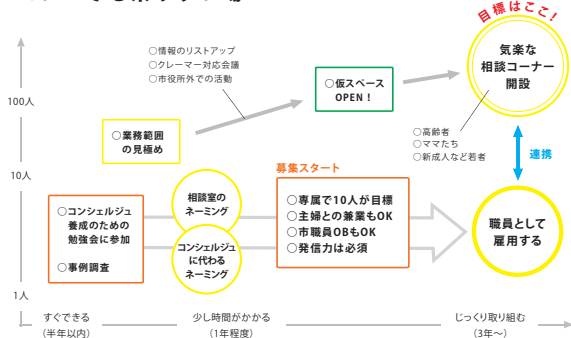 目標はここ!
気楽な
相談コーナー
開設
○情報のリストアップ
○クレーマー対応会議
○市役所外での活動
○仮スペース
OPEN！
100人
○業務範囲
の見極め
○高齢者
○ママたち
○新成人など若者
連携
10人
募集スタート
○コンシェルジュ
養成のための
勉強会に参加
○事例調査
相談室の
ネーミング
コンシェルジュ
に代わる
ネーミング
○専属で10人が目標
○主婦との兼業もOK
○市職員OBもOK
○発信力は必須
職員として
雇用する
1人
すぐできる
（半年以内）
少し時間がかかる
（1年程度）
じっくり取り組む
（3年〜）